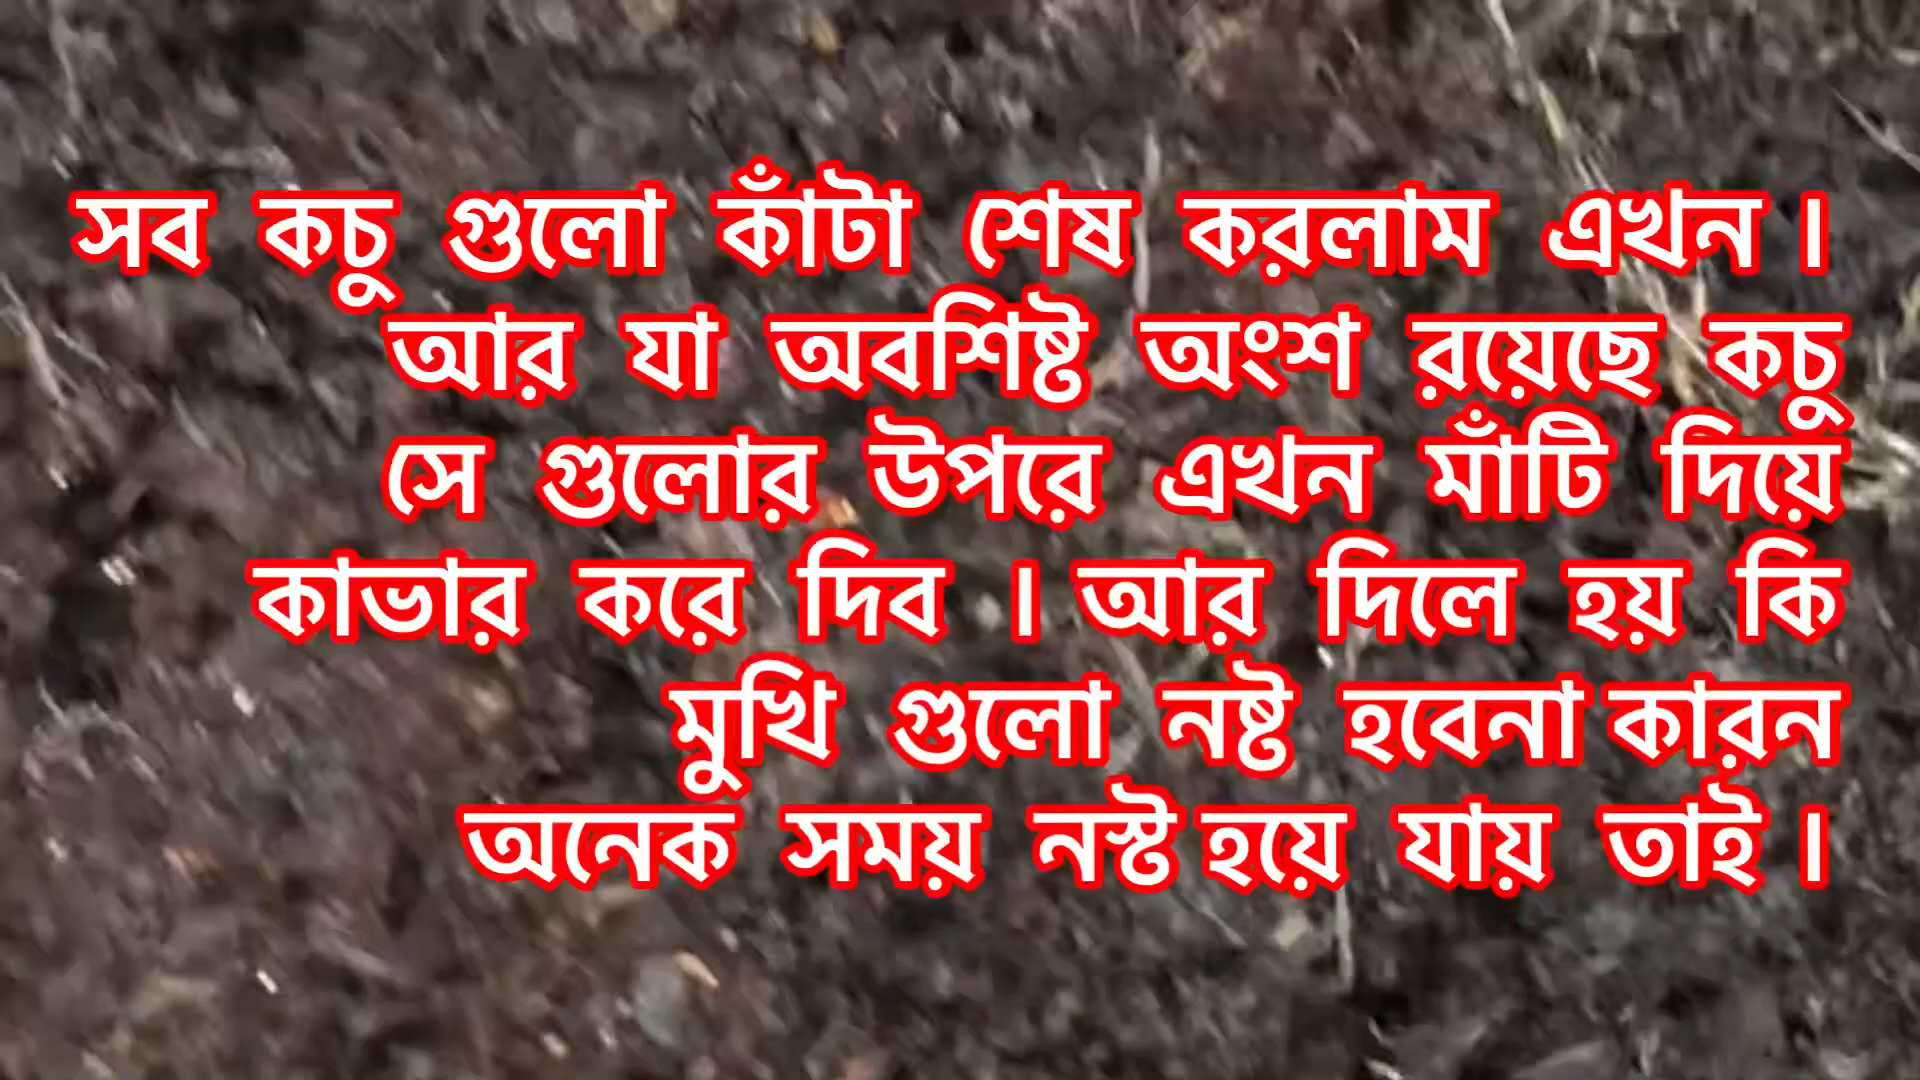 সব কচু গুলো কাঁটা শেষ করলাম এখন।
আর যা অবশিষ্ট অংশ রয়েছে কচু
সে গুলোর উপরে এখন মাঁটি দিয়ে
কাভার করে দিব । আর দিলে হয় কি
মুখি গুলো নষ্ট হবেনা কারন
অনেক সময় নস্ট হয়ে যায় তাই ।